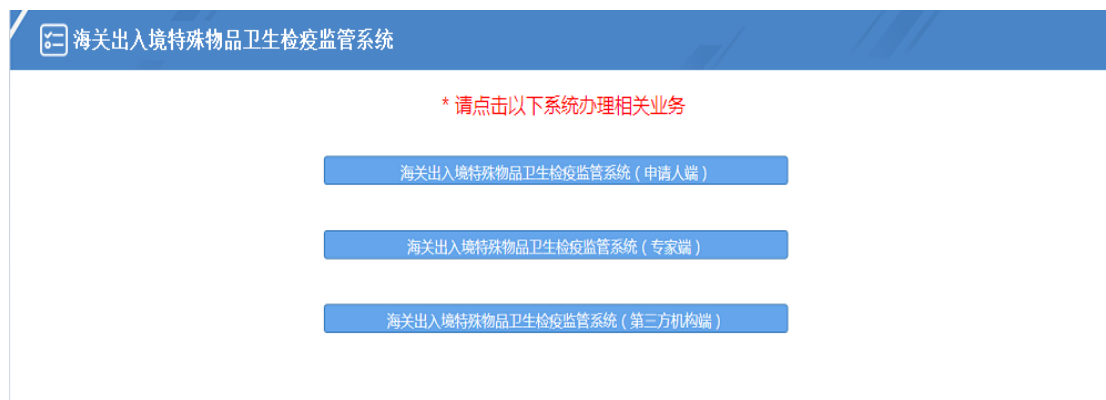 海关出入境特殊物品卫生检疫监管系统
* 请点击以下系统办理相关业务
海关出入境特殊物品卫生检疫监管系统（申请人端）
海关出入境特殊物品卫生检疫监管系统（专家端）
海关出入境特殊物品卫生检疫监管系统（第三方机构端）